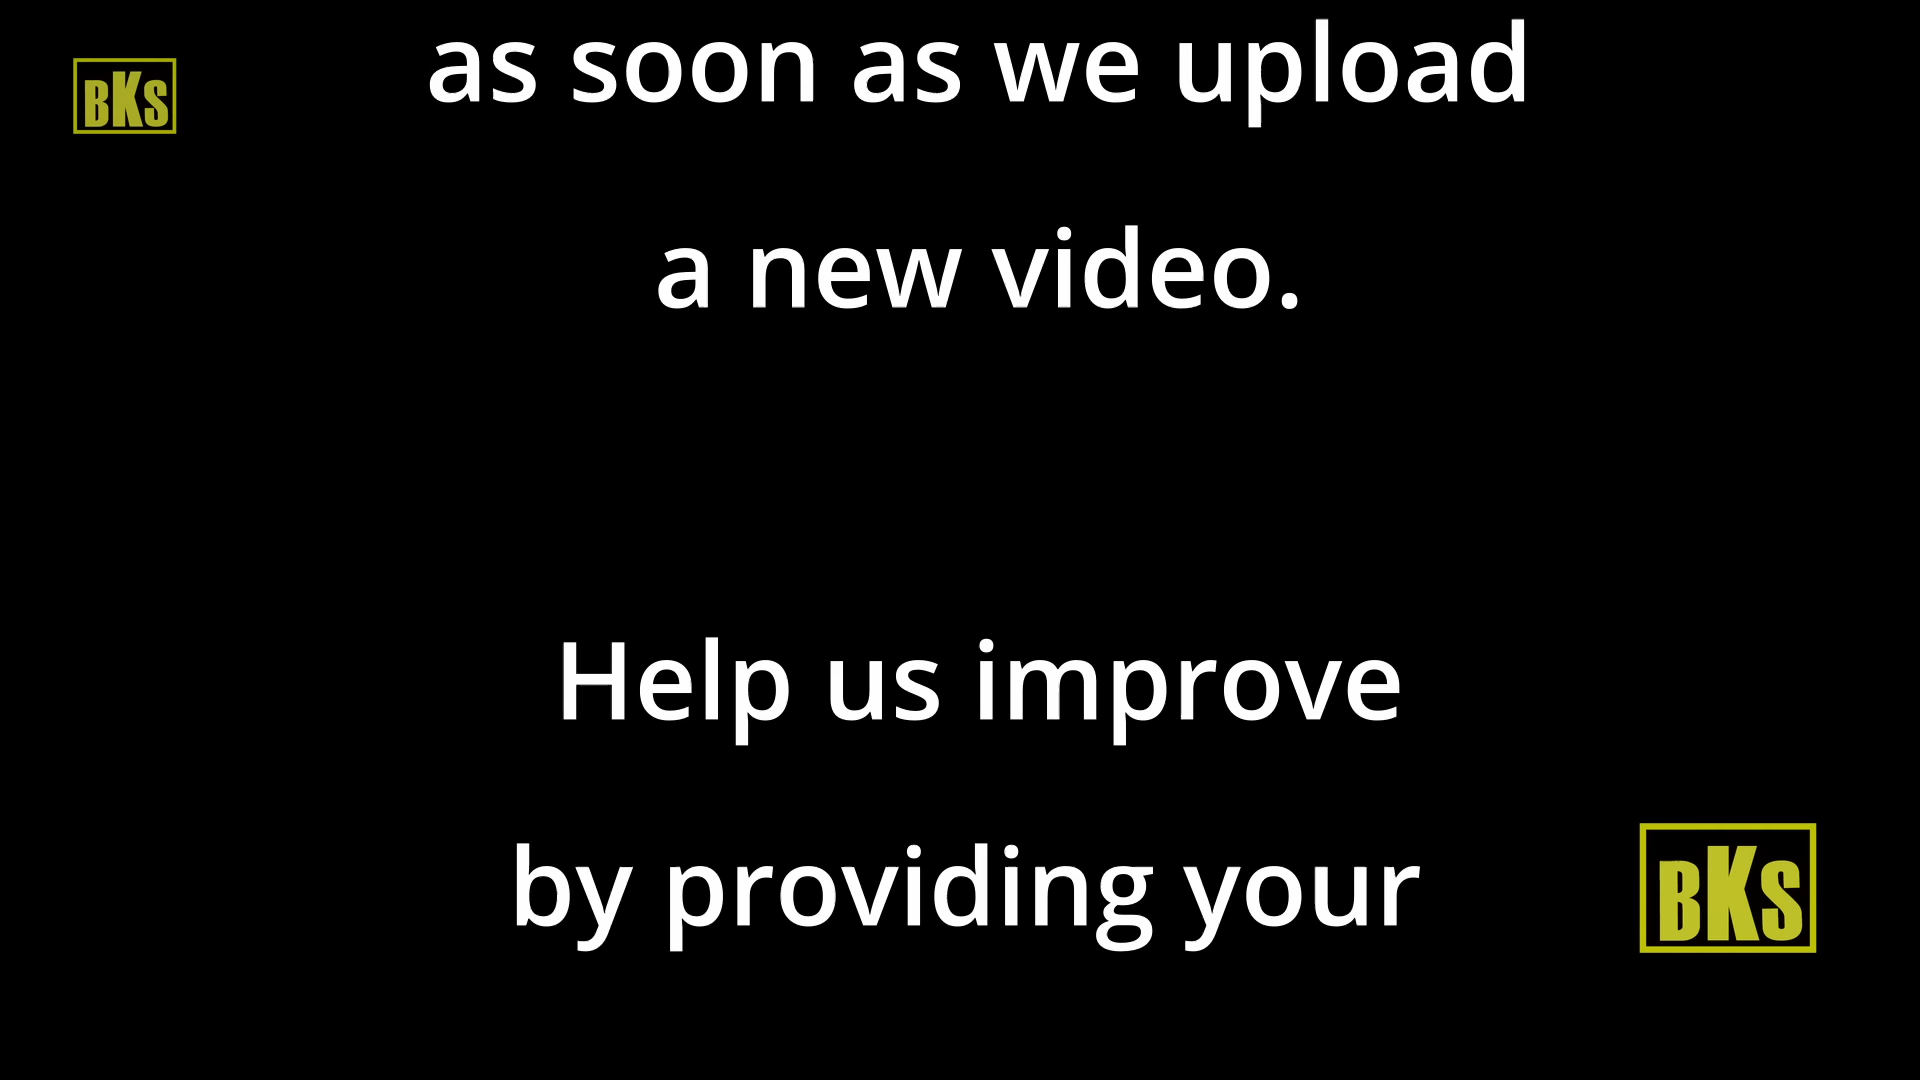 BKS
as soon as we upload
a new video.
Help us improve
by providing your
BKS